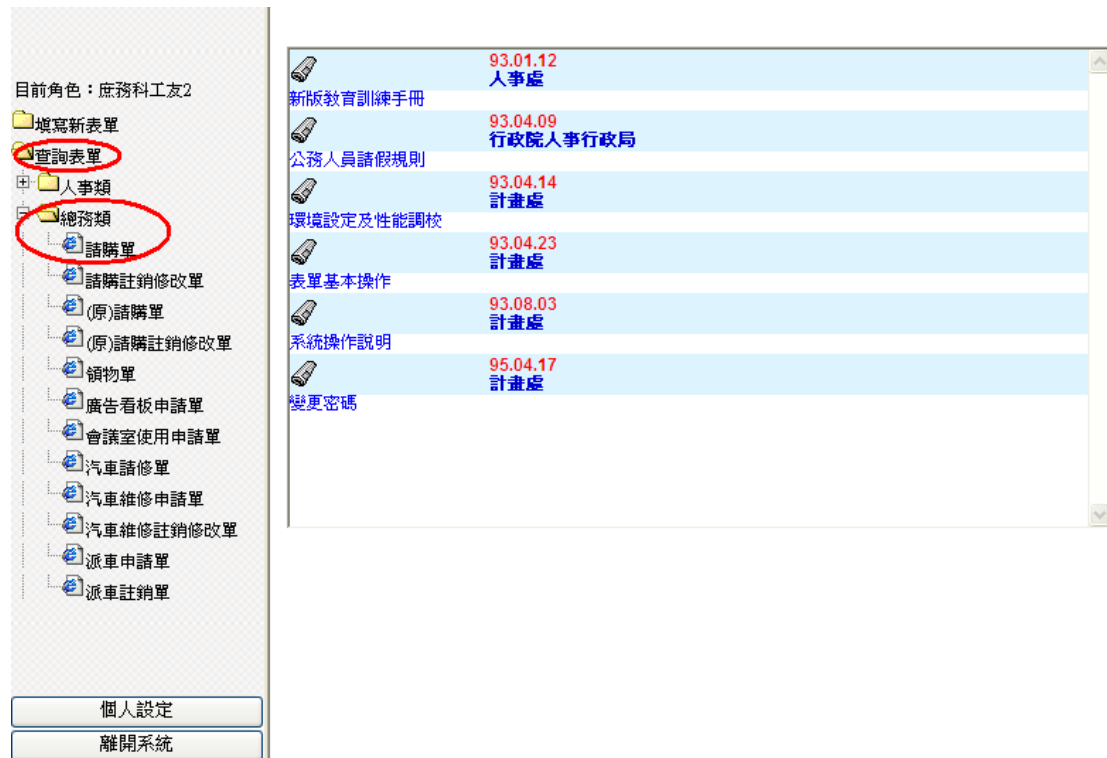 目前角色：庶務科工友2
填寫新表單
查詢表單
人事類
總務類
請購單
請購註銷修改單
(原)請購單
(原)請購註銷修改單
領物單
廣告看板申請單
會議室使用申請單
汽車請修單
汽車維修申請單
汽車維修註銷修改單
派車申請單
派車註銷單
個人設定
離開系統
93.01.12
人事處
新版教育訓練手冊
93.04.09
行政院人事行政局
公務人員請假規則
93.04.14
計畫處
環境設定及性能調校
93.04.23
計畫處
表單基本操作
93.08.03
計畫處
系統操作說明
95.04.17
計畫處
變更密碼